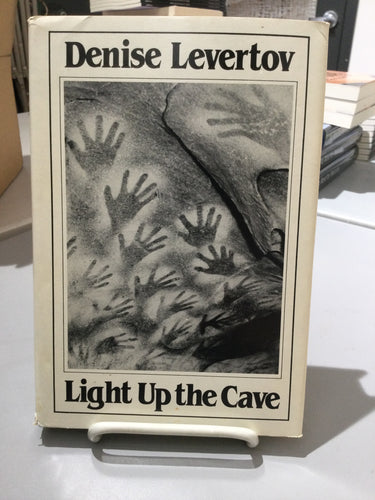 Denise Levertov
Light Up the Cave